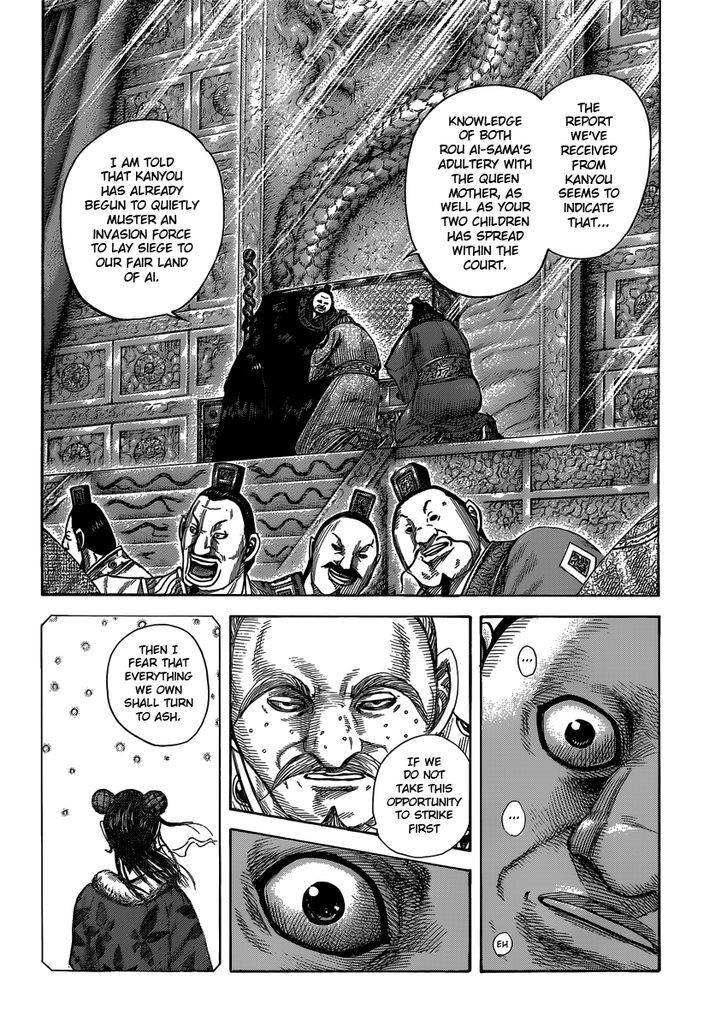 THE
REPORT
WE'VE
RECEIVED
FROM
KANYOU
SEEMS TO
INDICATE
THAT...
KNOWLEDGE
OF BOTH
ROU AI-SAMA'S
ADULTERY WITH
THE QUEEN
MOTHER, AS
WELL AS YOUR
TWO CHILDREN
HAS SPREAD
WITHIN THE
COURT.
I AM TOLD
THAT KANYOU
HAS ALREADY
BEGUN TO QUIETLY
MUSTER AN
INVASION FORCE
TO LAY SIEGE TO
OUR FAIR LAND
OF AI.
...
...
EH
IF WE
DO NOT
TAKE THIS
OPPORTUNITY
TO STRIKE
FIRST
THEN I
FEAR THAT
EVERYTHING
WE OWN
SHALL TURN
TO ASH.